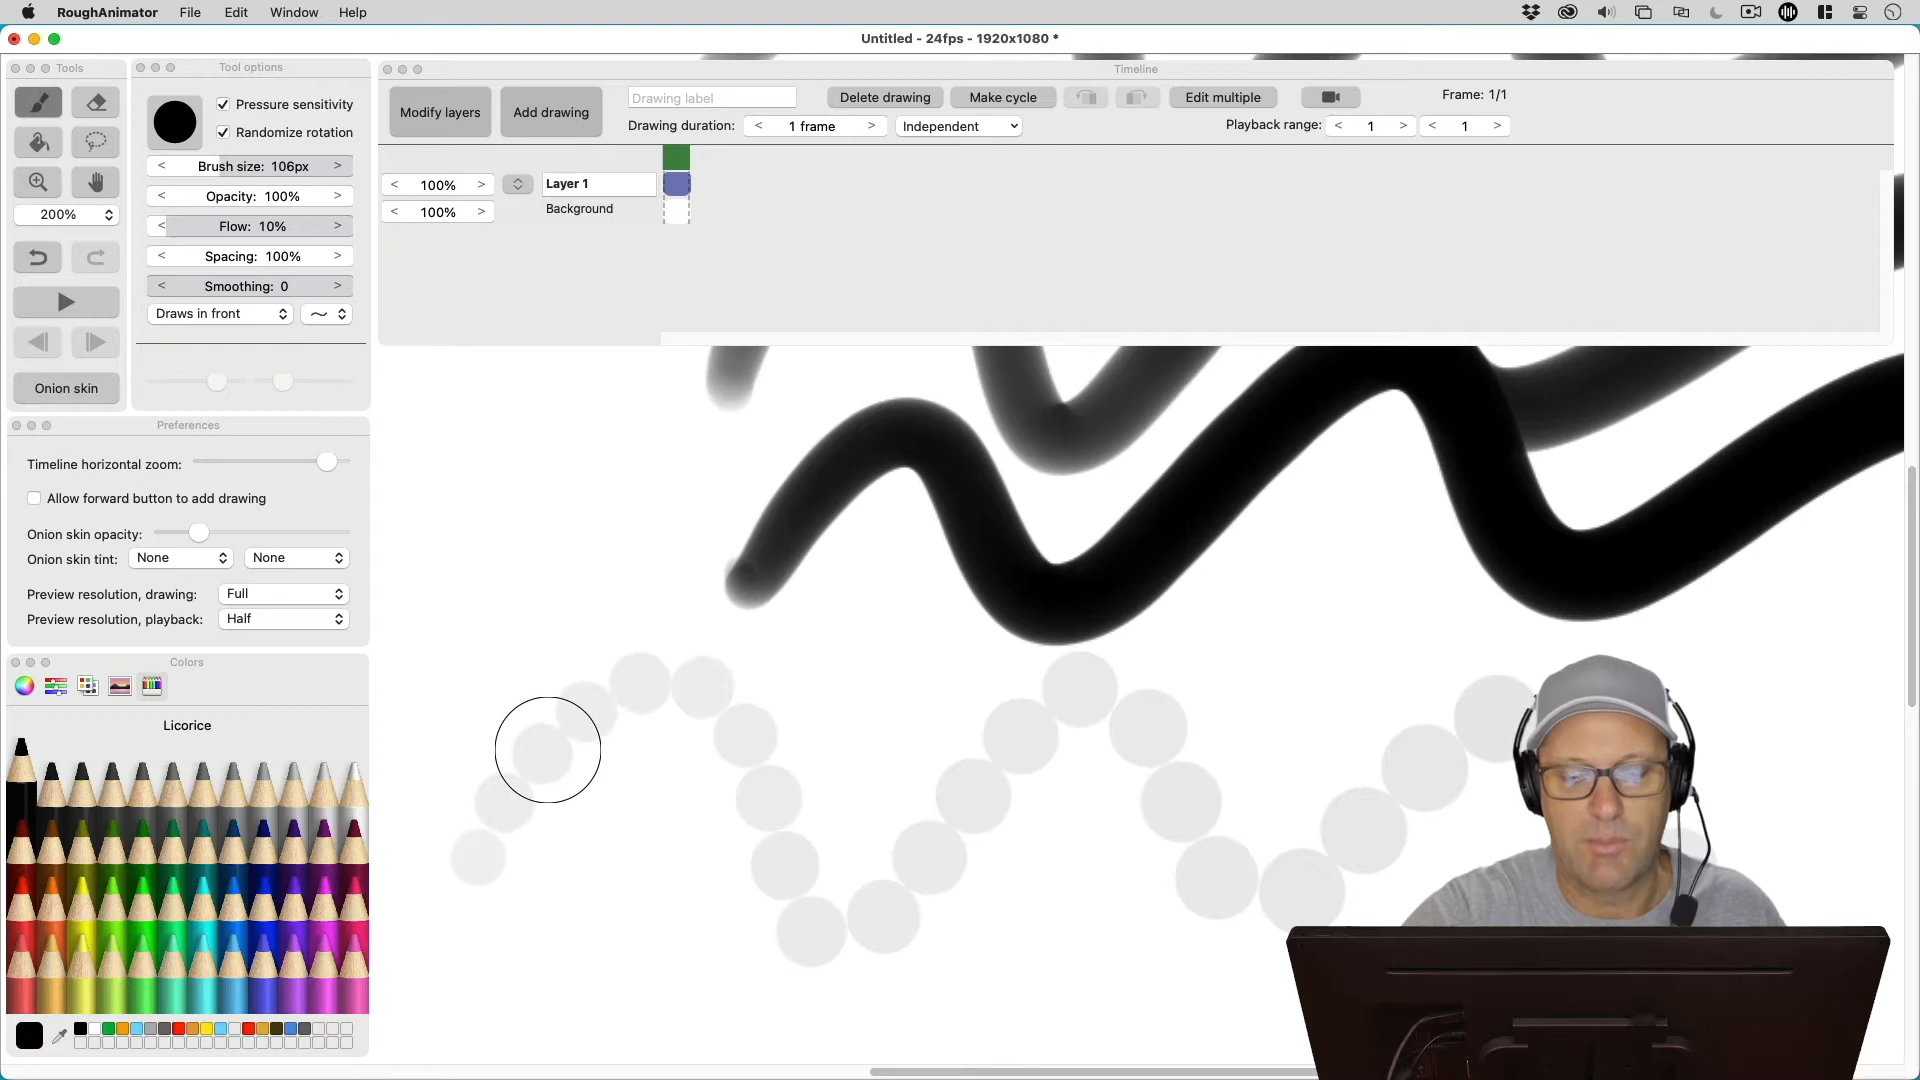 RoughAnimator File Edit Window Help
Untitled - 24fps - 1920x1080 *
Tools
Tool options
Timeline
Pressure sensitivity
Randomize rotation
Brush size: 106px
Opacity: 100%
Flow: 10%
Spacing: 100%
Smoothing: 0
Draws in front
200%
Onion skin
Modify layers
Add drawing
Drawing label
Delete drawing
Make cycle
Edit multiple
Frame: 1/1
Drawing duration: < 1 frame >
Independent
Playback range: < 1 > < 1 >
< 100% > Layer 1
< 100% > Background
Preferences
Timeline horizontal zoom:
Allow forward button to add drawing
Onion skin opacity:
Onion skin tint: None None
Preview resolution, drawing: Full
Preview resolution, playback: Half
Colors
Licorice